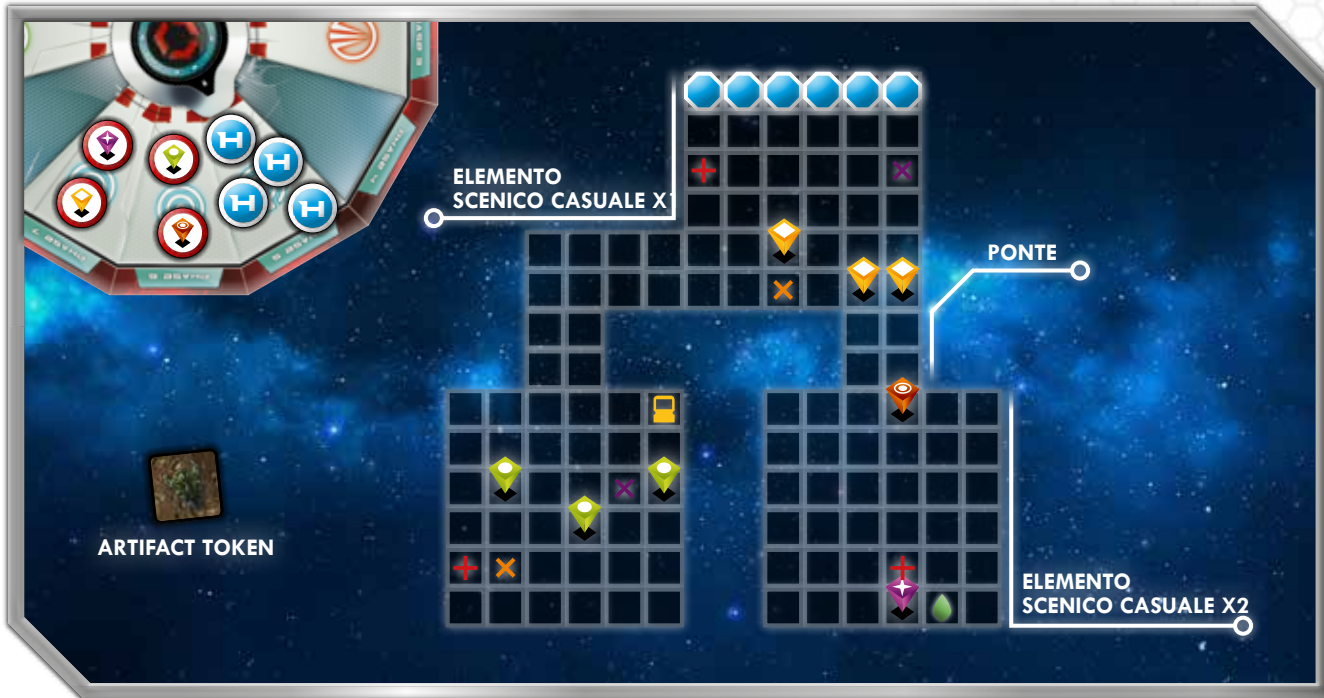 ELEMENTO
SCENICO CASUALE X1
PONTE
ARTIFACT TOKEN
ELEMENTO
SCENICO CASUALE X2